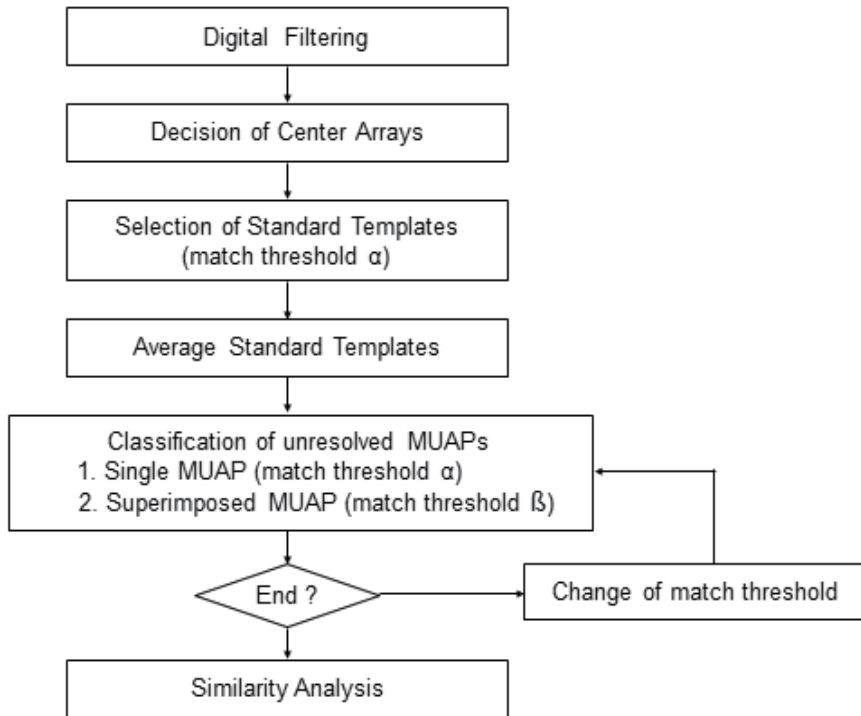 Digital Filtering
Decision of Center Arrays
Selection of Standard Templates
(match threshold α)
Average Standard Templates
Classification of unresolved MUAPs
1. Single MUAP (match threshold α)
2. Superimposed MUAP (match threshold ß)
End ?
Change of match threshold
Similarity Analysis